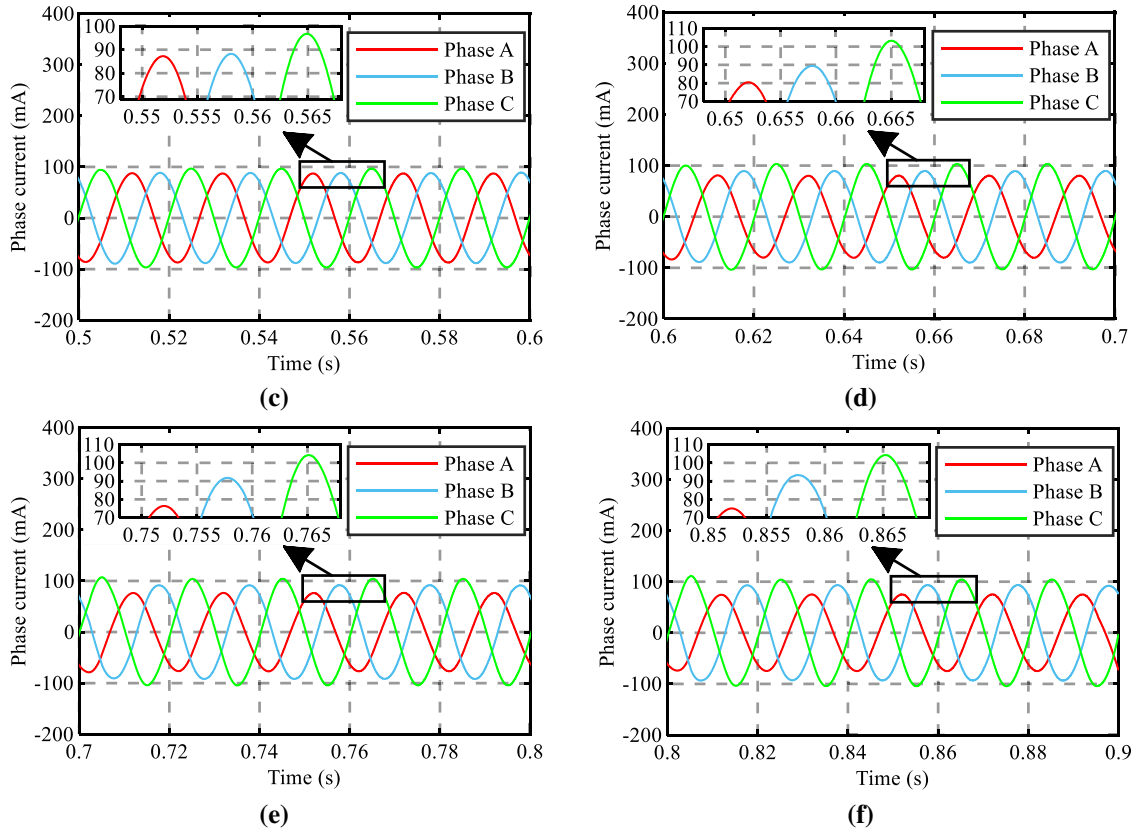 400
300
200
100
0
-100
-200
Phase current (mA)
100
90
80
70
0.55 0.555 0.56 0.565
Phase A
Phase B
Phase C
0.5 0.52 0.54 0.56 0.58 0.6
Time (s)
(c)
400
300
200
100
0
-100
-200
Phase current (mA)
110
100
90
80
70
0.65 0.655 0.66 0.665
Phase A
Phase B
Phase C
0.6 0.62 0.64 0.66 0.68 0.7
Time (s)
(d)
400
300
200
100
0
-100
-200
Phase current (mA)
110
100
90
80
70
0.75 0.755 0.76 0.765
Phase A
Phase B
Phase C
0.7 0.72 0.74 0.76 0.78 0.8
Time (s)
(e)
400
300
200
100
0
-100
-200
Phase current (mA)
110
100
90
80
70
0.85 0.855 0.86 0.865
Phase A
Phase B
Phase C
0.8 0.82 0.84 0.86 0.88 0.9
Time (s)
(f)